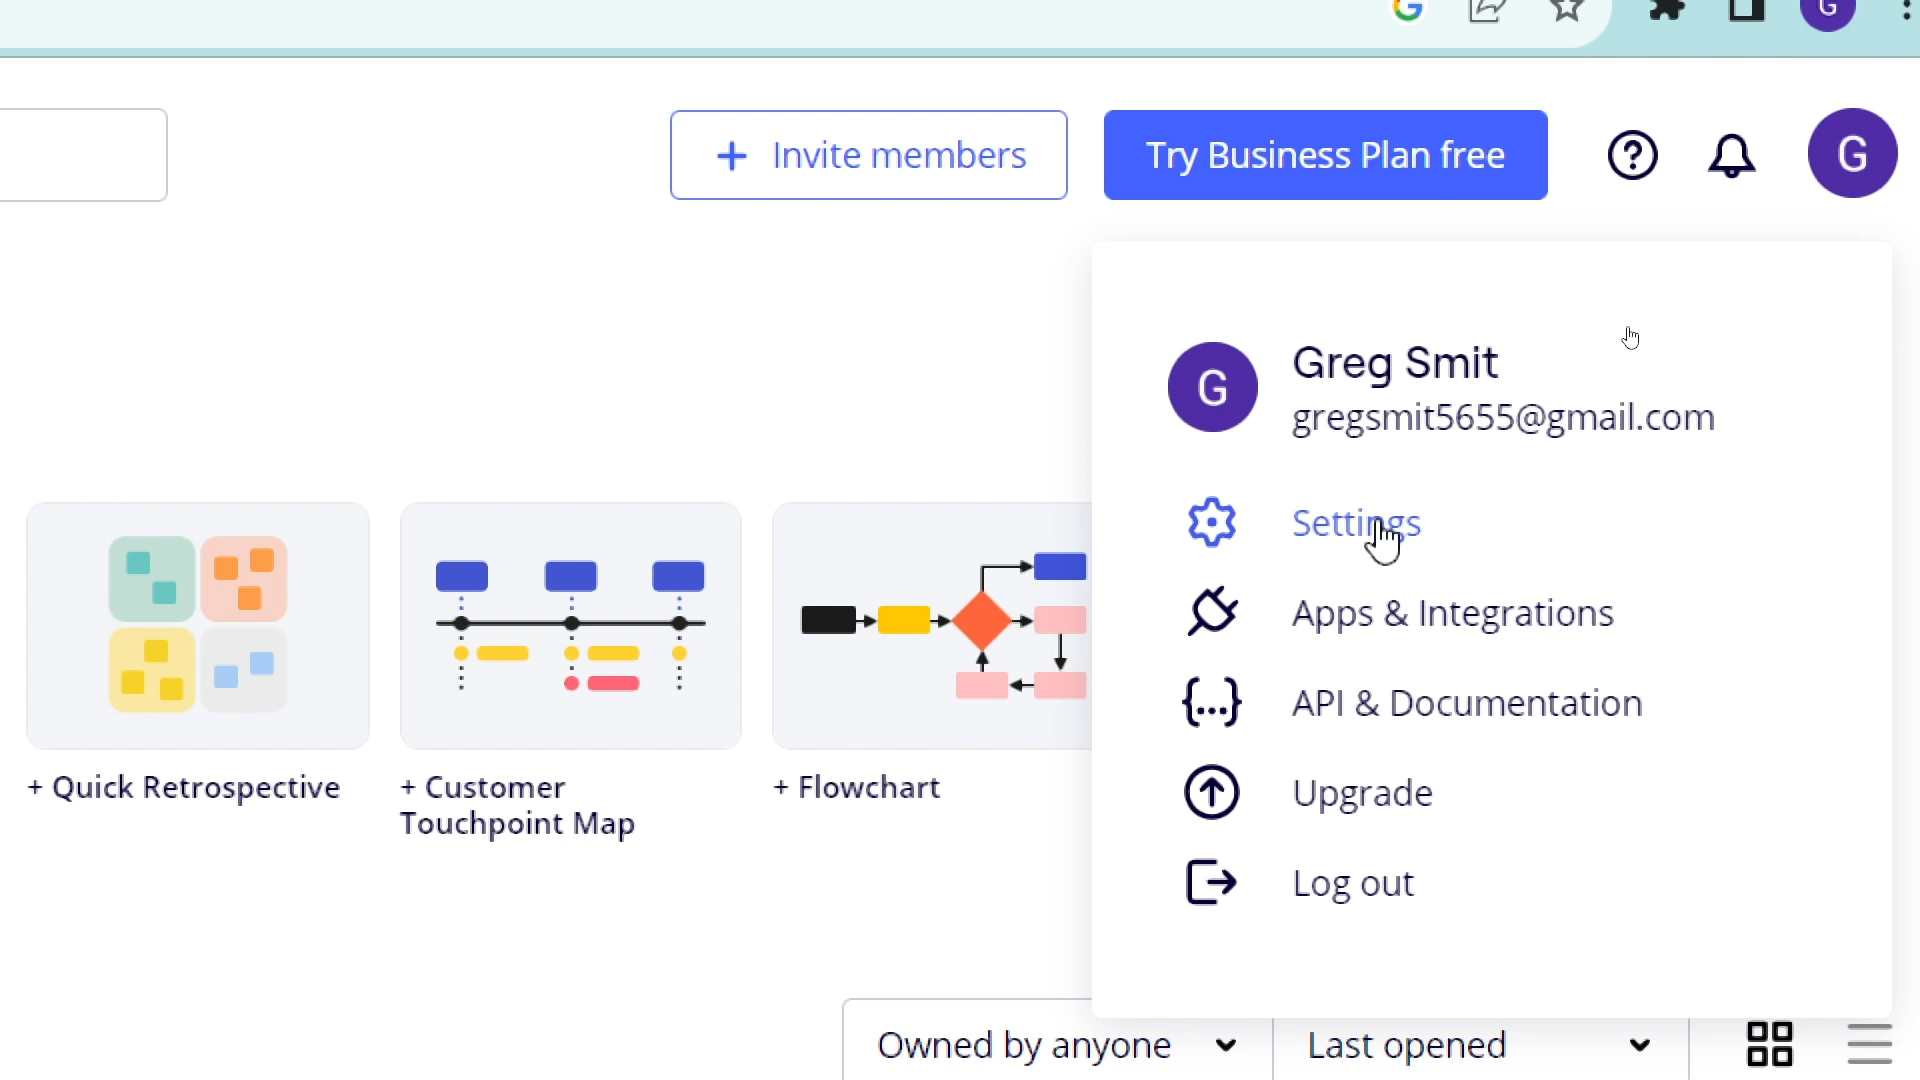 G
+ Invite members
Try Business Plan free
G
G
Greg Smit
gregsmit5655@gmail.com
Settings
Apps & Integrations
{...} API & Documentation
Upgrade
Log out
+ Quick Retrospective
+ Customer
Touchpoint Map
+ Flowchart
Owned by anyone
Last opened